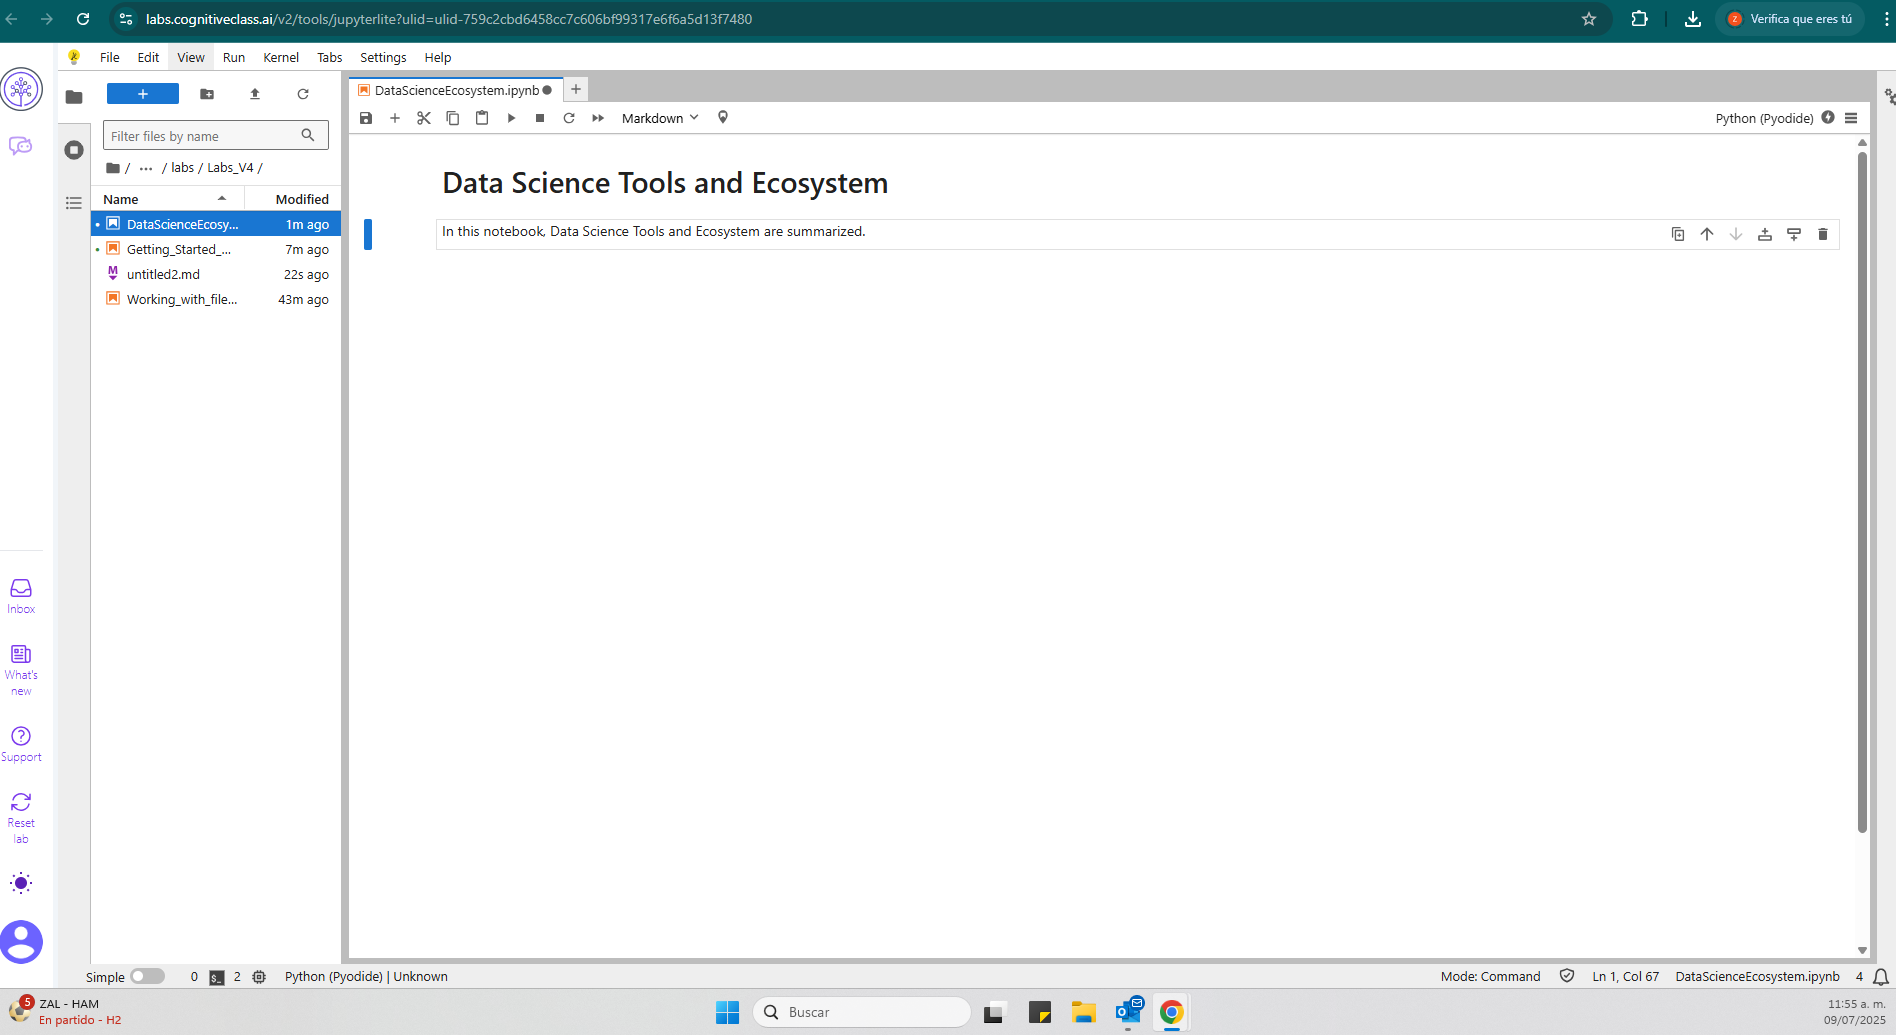 labs.cognitiveclass.ai/v2/tools/jupyterlite?ulid=ulid-759c2cbd6458cc7c606bf99317e6f6a5d13f7480
Z Verifica que eres tú
File Edit View Run Kernel Tabs Settings Help
DataScienceEcosystem.ipynb
Markdown
Python (Pyodide)
Filter files by name
/ ... / labs / Labs_V4 /
Name Modified
DataScienceEcosy... 1m ago
Getting_Started_... 7m ago
M untitled2.md 22s ago
Working_with_file... 43m ago
Data Science Tools and Ecosystem
In this notebook, Data Science Tools and Ecosystem are summarized.
Inbox
What's
new
Support
Reset
lab
Simple 0 $_ 2 Python (Pyodide) | Unknown
Mode: Command Ln 1, Col 67 DataScienceEcosystem.ipynb 4
5 ZAL - HAM
En partido - H2
Buscar
11:55 a. m.
09/07/2025